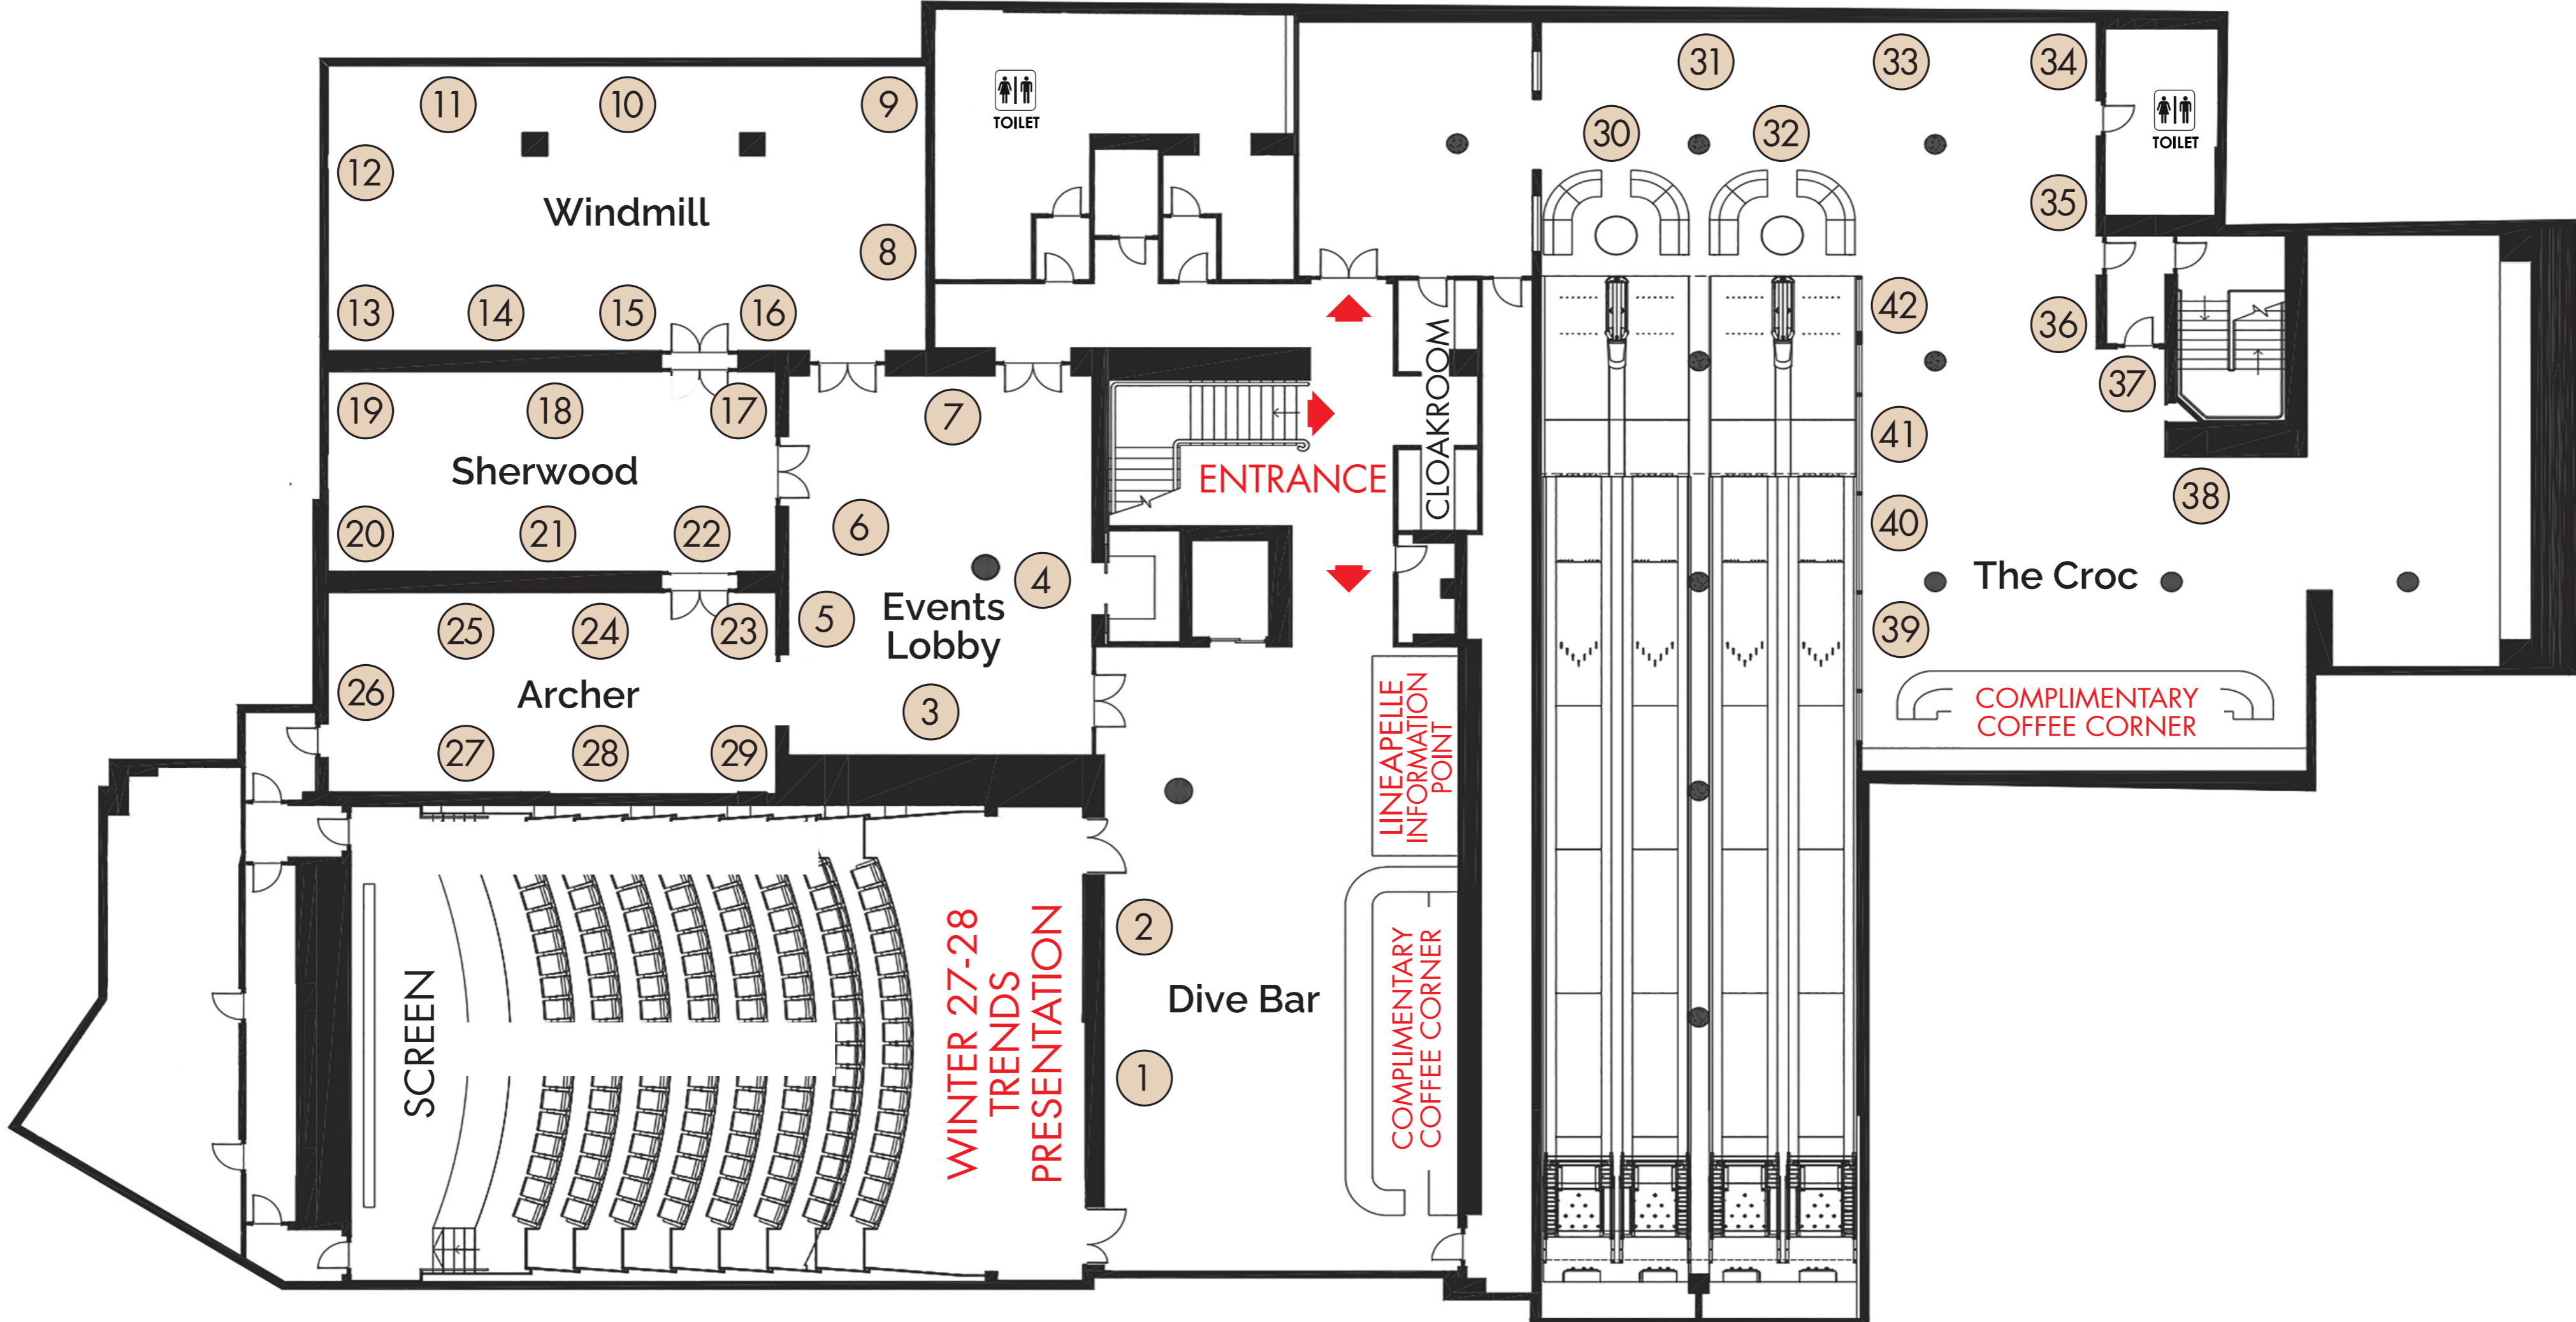 11
10
9
12
Windmill
8
13
14
15
16
TOILET
31
33
34
30
32
TOILET
35
42
36
37
41
38
40
The Croc
39
COMPLIMENTARY
COFFEE CORNER
19
18
17
Sherwood
20
21
22
7
6
4
5
Events
Lobby
3
ENTRANCE
CLOAKROOM
25
24
23
26
Archer
27
28
29
LINEAPELLE
INFORMATION
POINT
SCREEN
WINTER 27-28
TRENDS
PRESENTATION
2
Dive Bar
1
COMPLIMENTARY
COFFEE CORNER